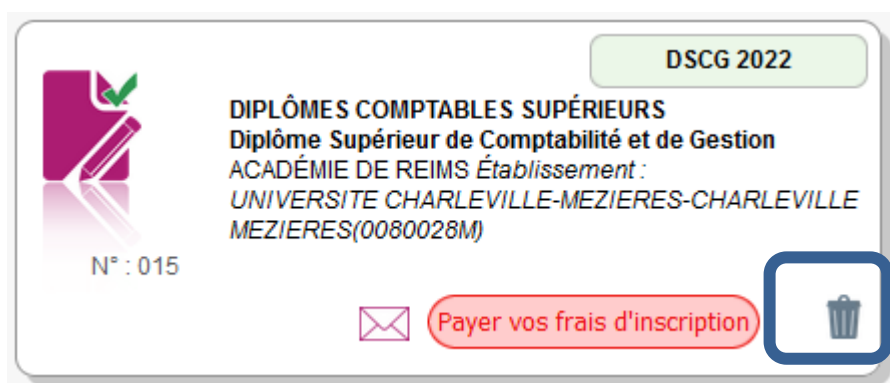 DSCG 2022
DIPLÔMES COMPTABLES SUPÉRIEURS
Diplôme Supérieur de Comptabilité et de Gestion
ACADÉMIE DE REIMS Établissement :
UNIVERSITE CHARLEVILLE-MEZIERES-CHARLEVILLE
MEZIERES(0080028M)
N° : 015
Payer vos frais d'inscription